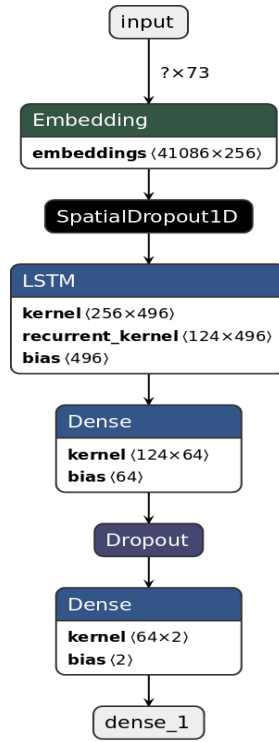 input
?×73
Embedding
embeddings ⟨41086×256⟩
SpatialDropout1D
LSTM
kernel ⟨256×496⟩
recurrent_kernel ⟨124×496⟩
bias ⟨496⟩
Dense
kernel ⟨124×64⟩
bias ⟨64⟩
Dropout
Dense
kernel ⟨64×2⟩
bias ⟨2⟩
dense_1